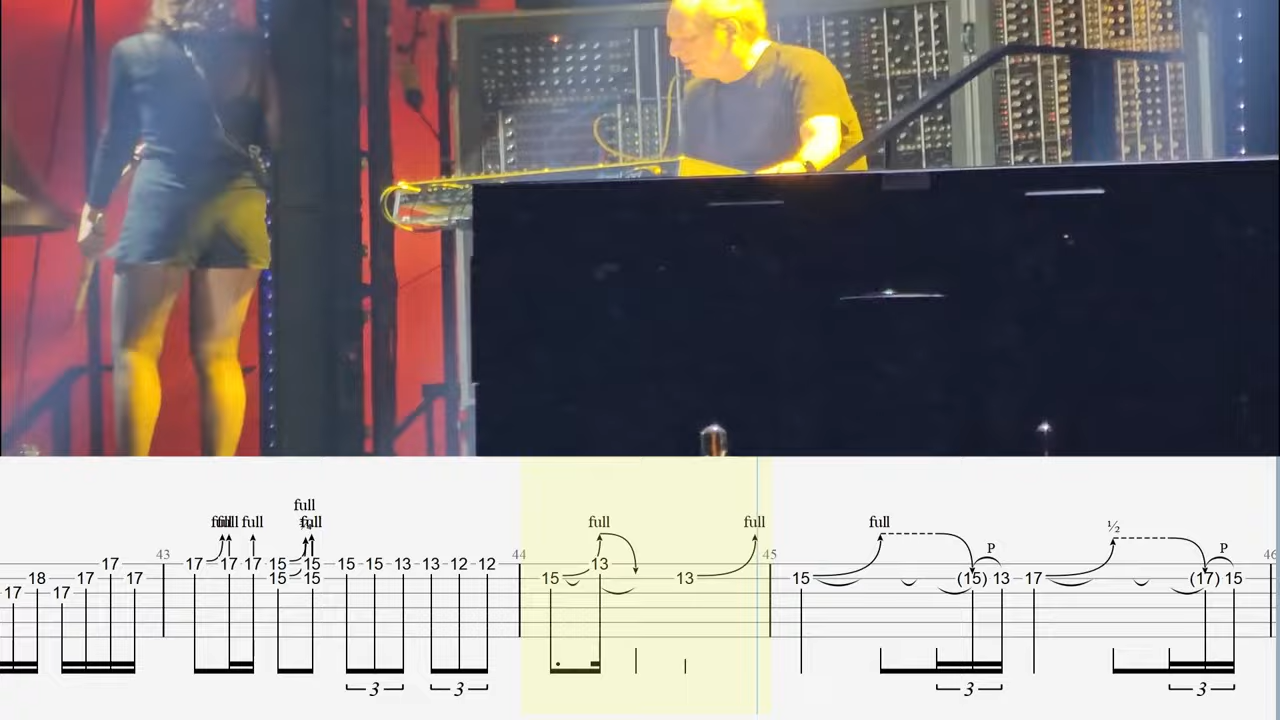 full full full full full full full full
½ P ½ P
43 44 45 46
17 18 17 17 17 17 17 17 17 15 15 15 15 13 13 12 12 13 15 (15) 13 17 (17) 15
15 15 15 13
3 3 3 3